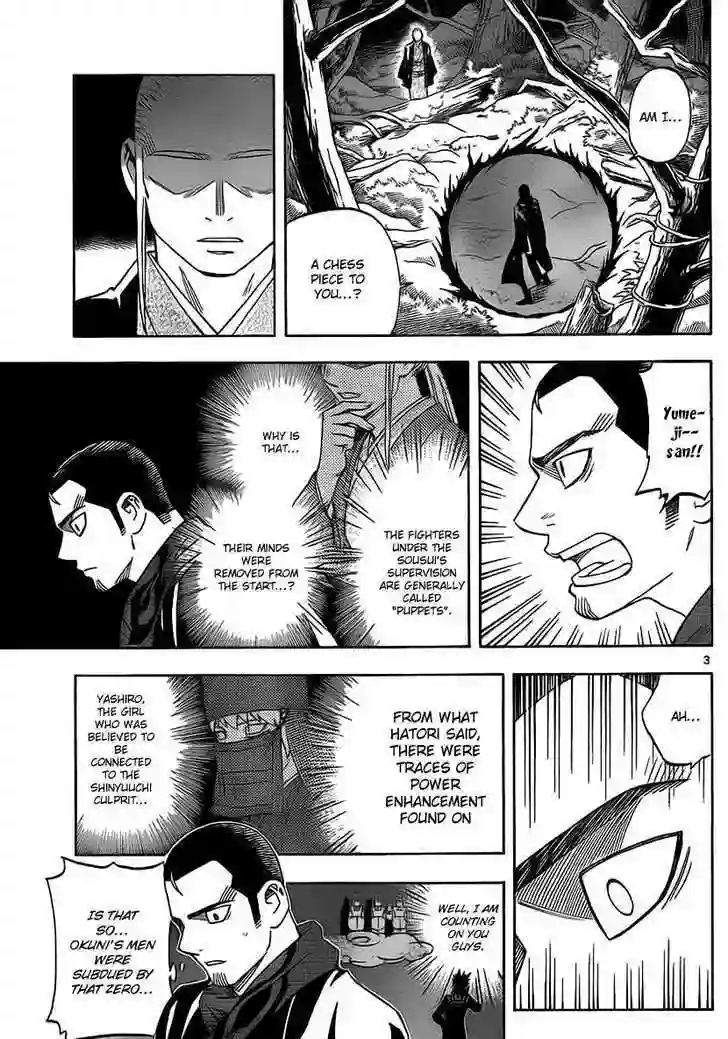 AM I...
A CHESS
PIECE TO
YOU...?
Yume-
ji--
san!!
THE FIGHTERS
UNDER THE
SOUSUI'S
SUPERVISION
ARE GENERALLY
CALLED
"PUPPETS".
WHY IS
THAT...
THEIR MINDS
WERE
REMOVED FROM
THE START...?
3
AH...
FROM WHAT
HATORI SAID,
THERE WERE
TRACES OF
POWER
ENHANCEMENT
FOUND ON
YASHIRO,
THE GIRL
WHO WAS
BELIEVED TO
BE
CONNECTED
TO THE
SHINYUUCHI
CULPRIT...
WELL, I AM
COUNTING
ON YOU
GUYS.
IS THAT
SO...
OKUNI'S MEN
WERE
SUBDUED BY
THAT ZERO...